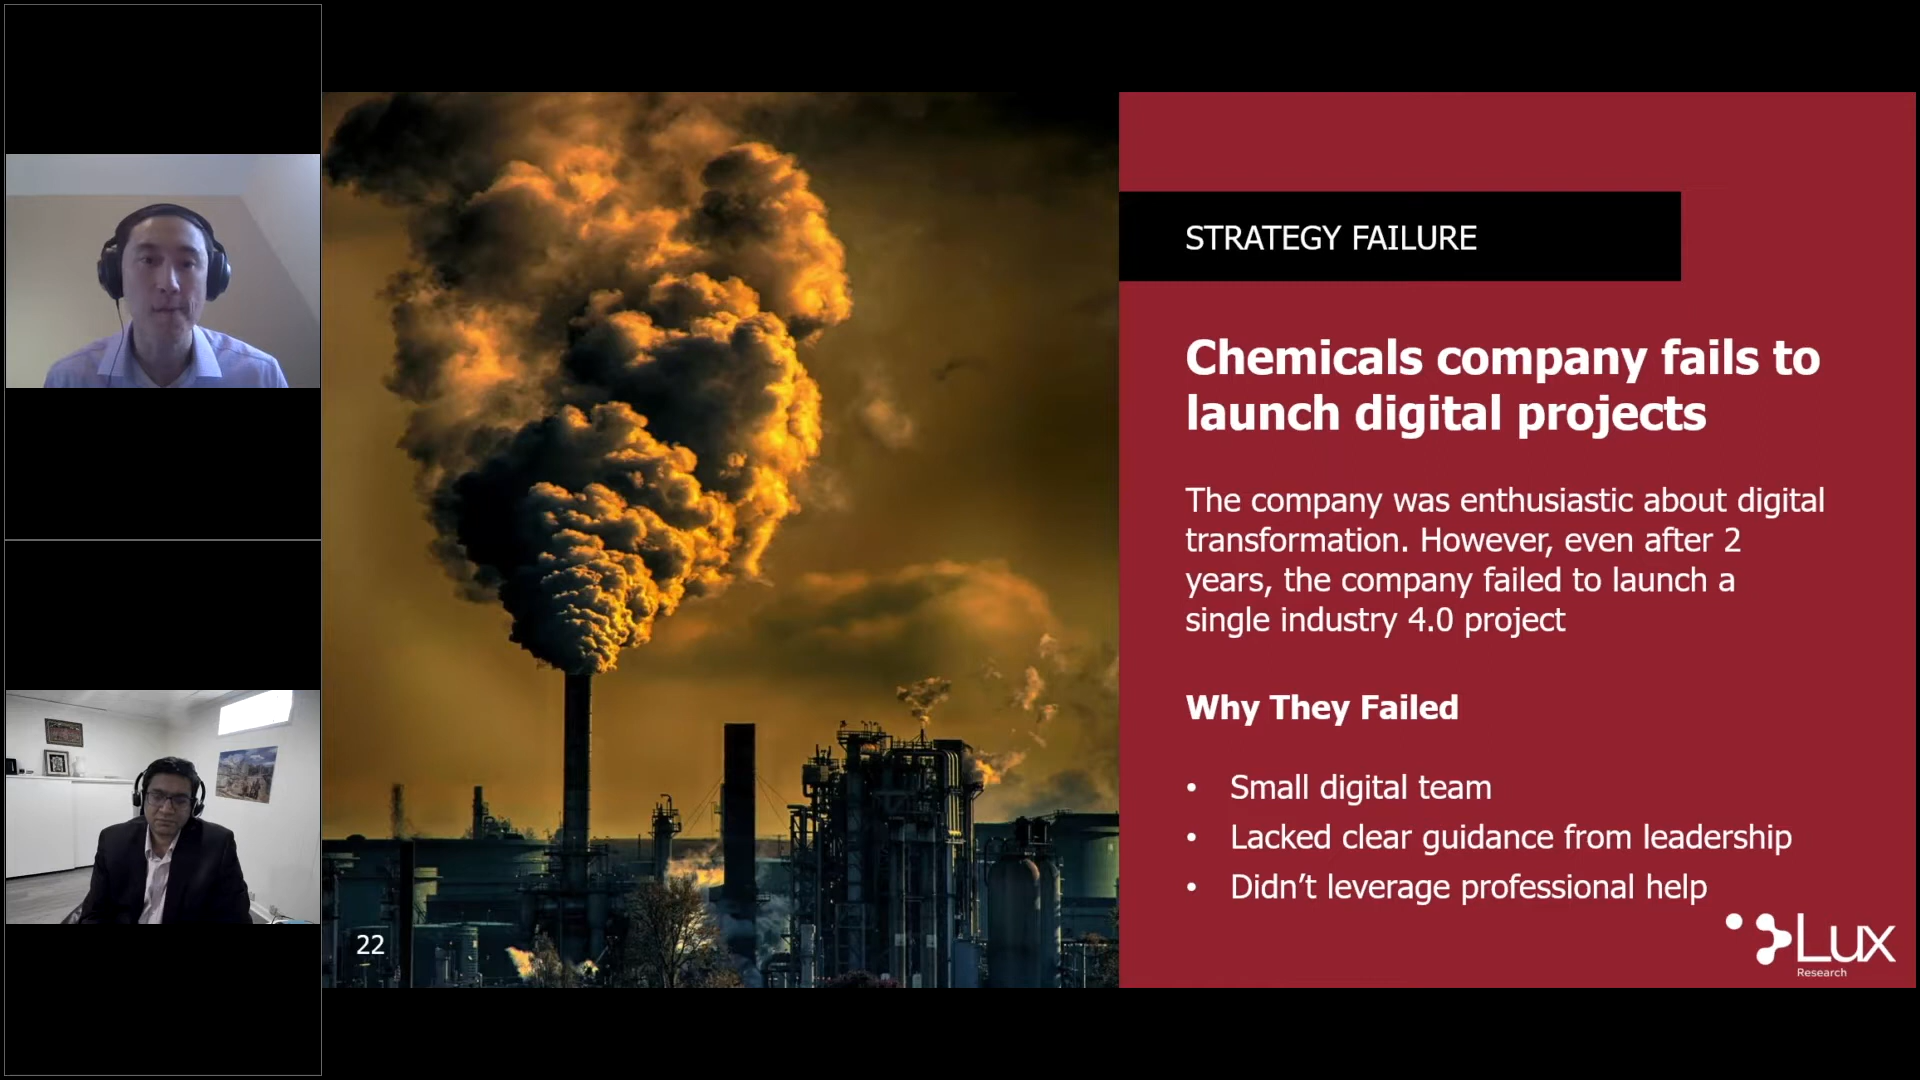 STRATEGY FAILURE
Chemicals company fails to
launch digital projects
The company was enthusiastic about digital
transformation. However, even after 2
years, the company failed to launch a
single industry 4.0 project
Why They Failed
• Small digital team
• Lacked clear guidance from leadership
• Didn’t leverage professional help
22
Lux
Research